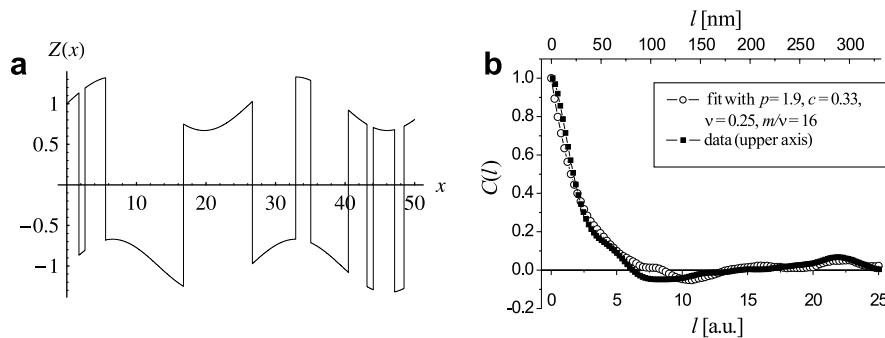 a
Z(x)
1
0.5
−0.5
−1
10
20
30
40
50
x
b
l [nm]
0 50 100 150 200 250 300
C(l)
1.0
0.8
0.6
0.4
0.2
0.0
-0.2
fit with p=1.9, c=0.33,
ν=0.25, m/ν=16
data (upper axis)
0 5 10 15 20 25
l [a.u.]